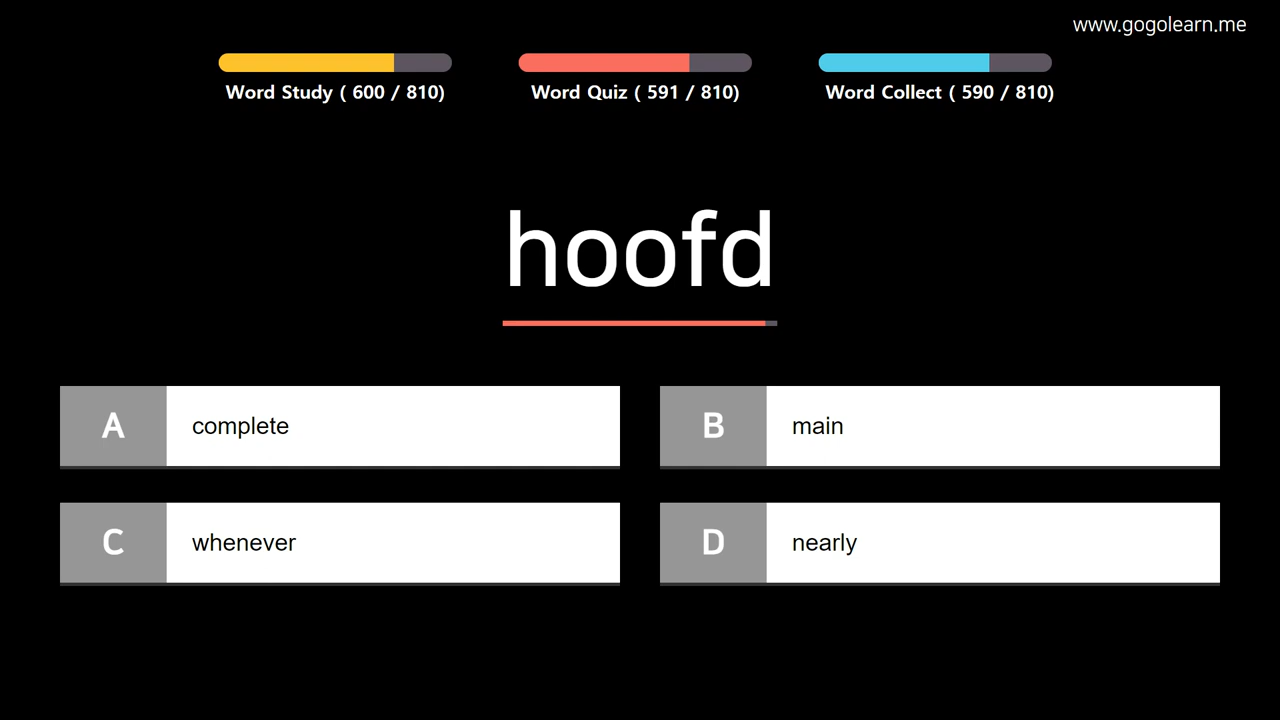 www.gogolearn.me
Word Study ( 600 / 810)
Word Quiz ( 591 / 810)
Word Collect ( 590 / 810)
hoofd
A complete
B main
C whenever
D nearly